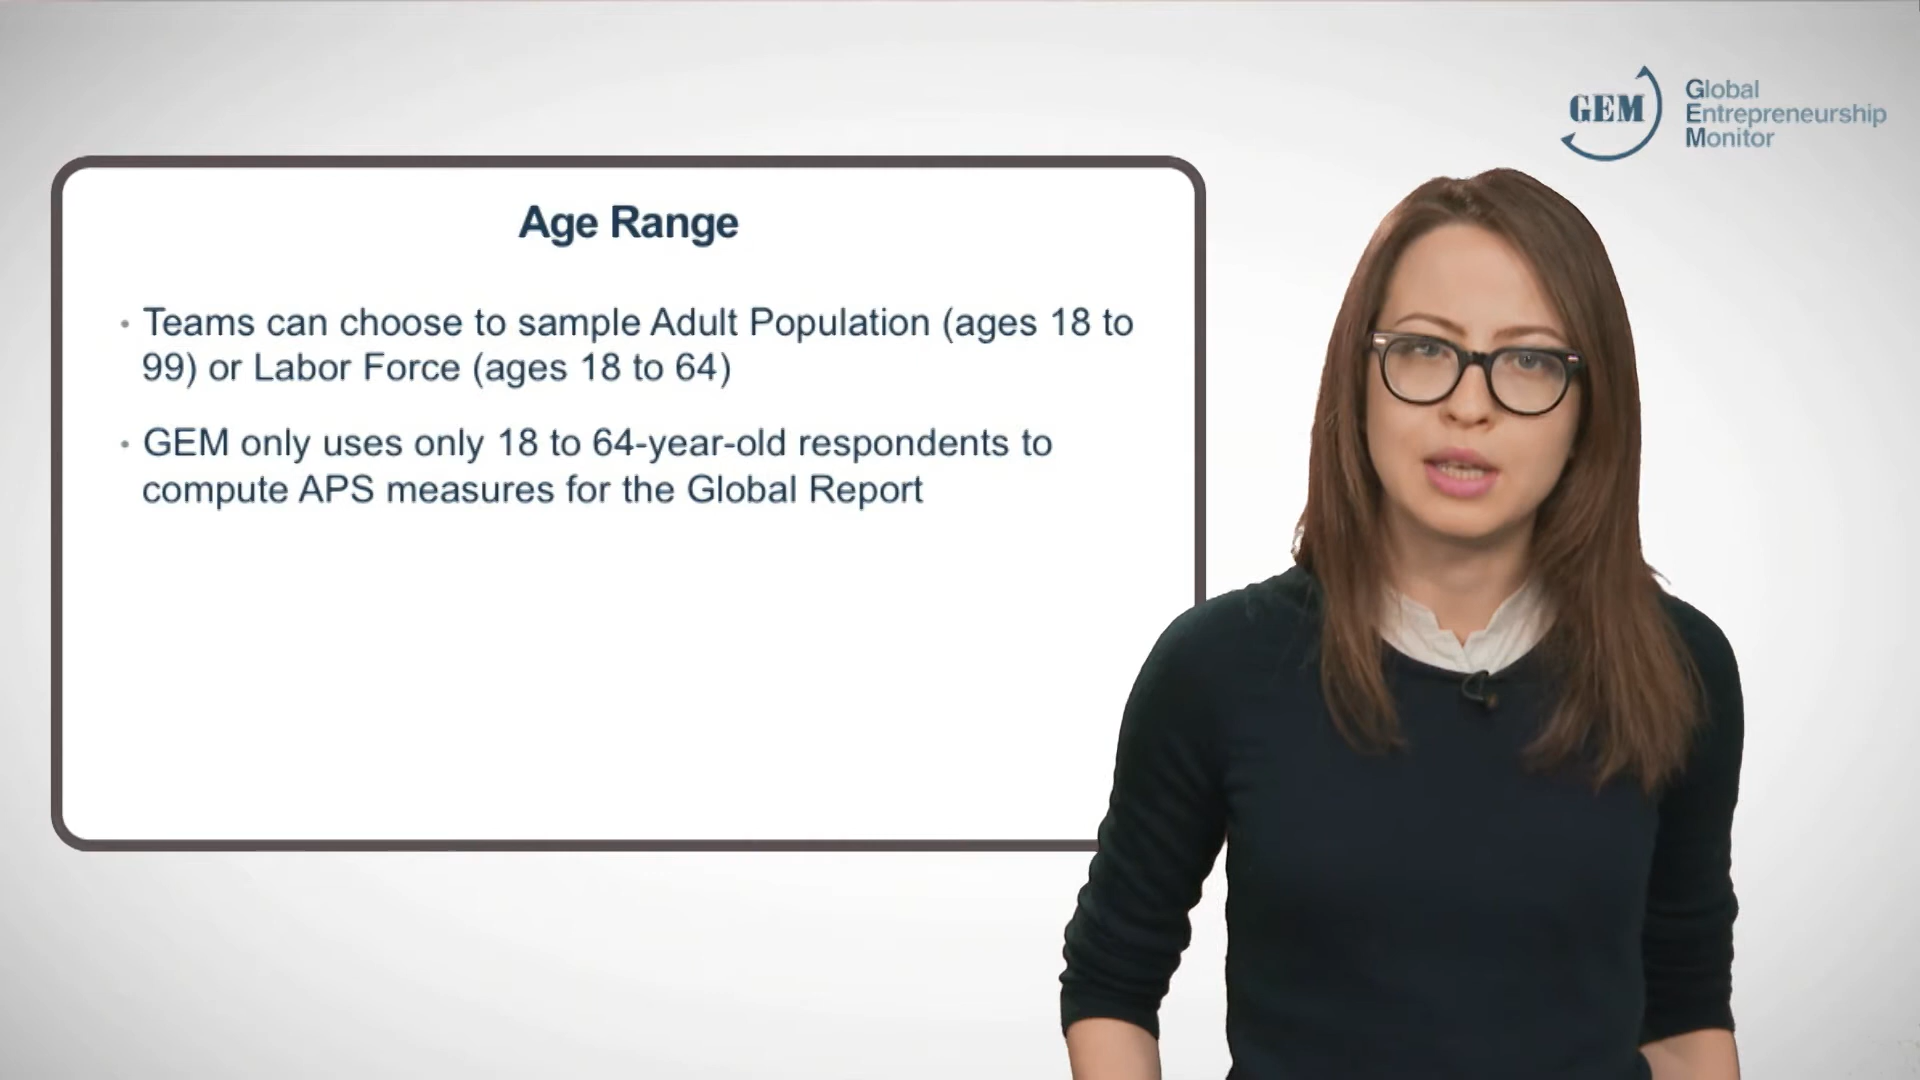 GEM
Global
Entrepreneurship
Monitor
Age Range
• Teams can choose to sample Adult Population (ages 18 to
99) or Labor Force (ages 18 to 64)
• GEM only uses only 18 to 64-year-old respondents to
compute APS measures for the Global Report